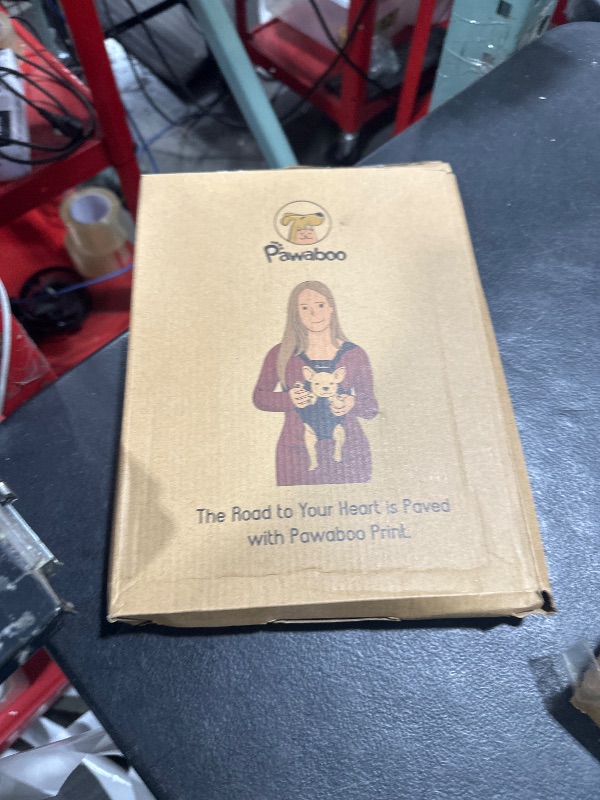 Pawaboo
The Road to Your Heart is Paved
with Pawaboo Print.